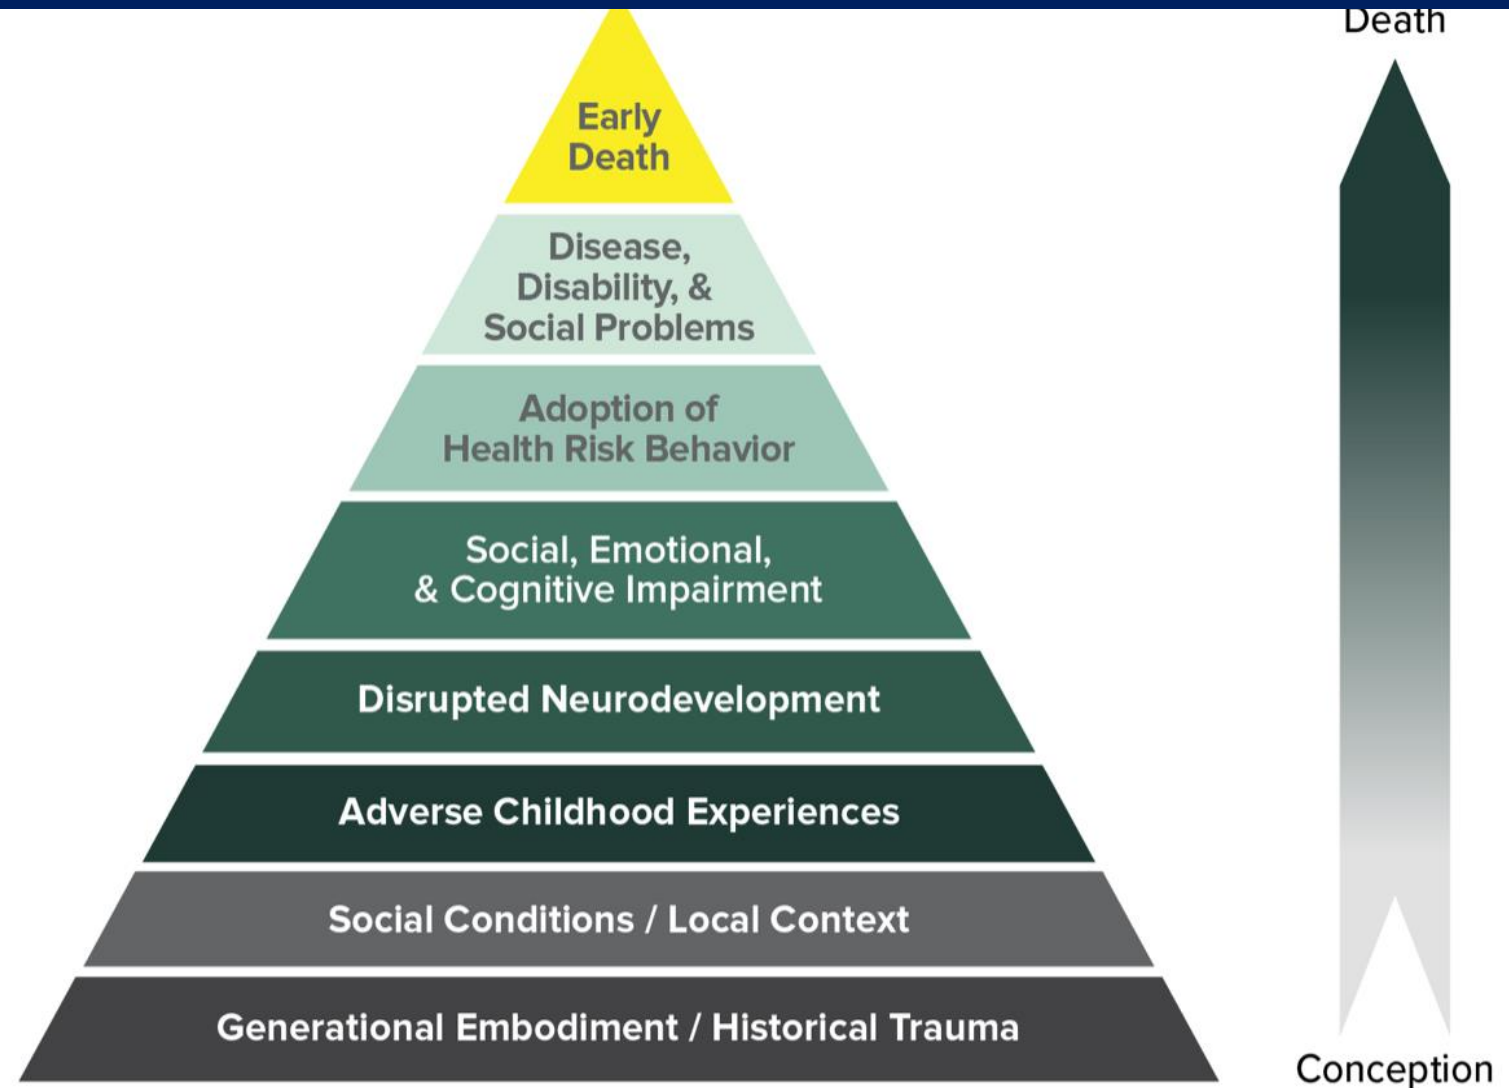 Death
Early
Death
Disease,
Disability, &
Social Problems
Adoption of
Health Risk Behavior
Social, Emotional,
& Cognitive Impairment
Disrupted Neurodevelopment
Adverse Childhood Experiences
Social Conditions / Local Context
Generational Embodiment / Historical Trauma
Conception